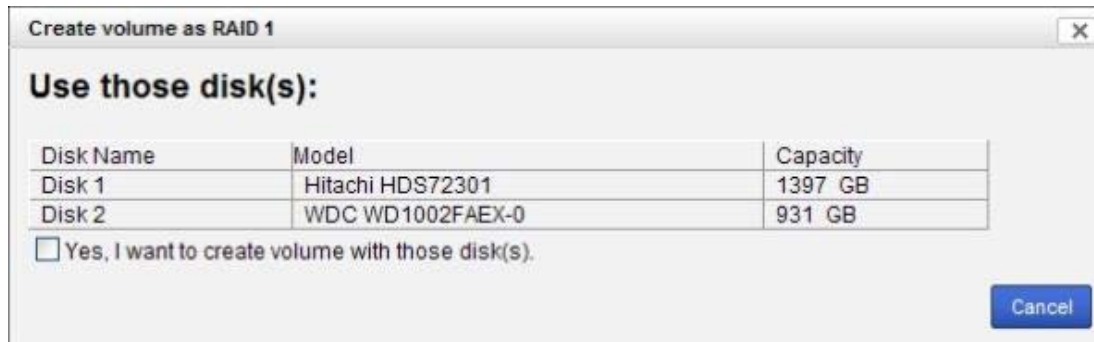 Create volume as RAID 1
Use those disk(s):
Disk Name Model Capacity
Disk 1 Hitachi HDS72301 1397 GB
Disk 2 WDC WD1002FAEX-0 931 GB
Yes, I want to create volume with those disk(s).
Cancel